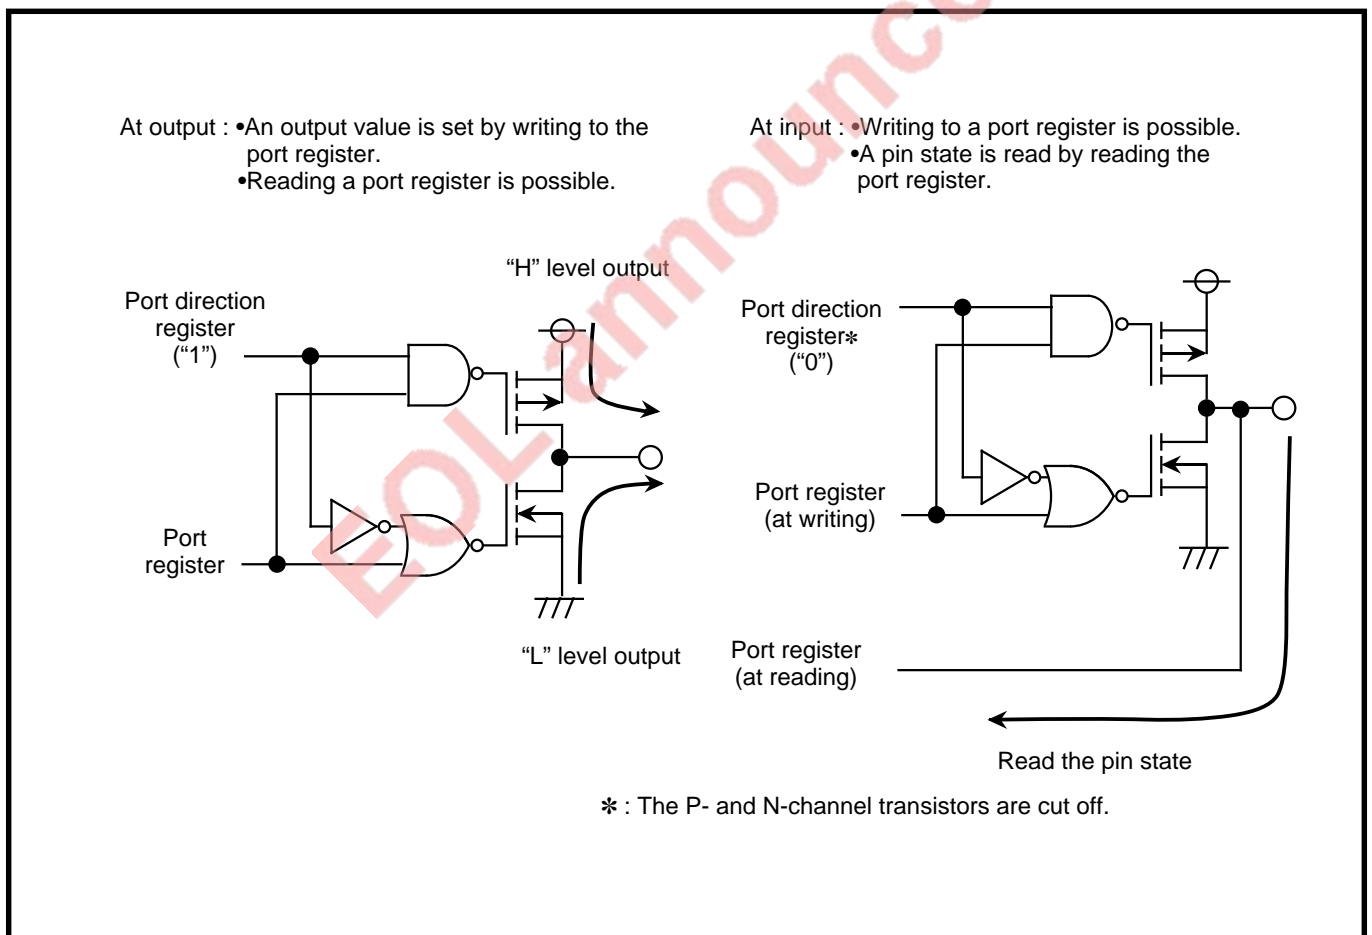 At output : •An output value is set by writing to the
port register.
•Reading a port register is possible.
At input : •Writing to a port register is possible.
•A pin state is read by reading the
port register.
“H” level output
Port direction
register
(“1”)
Port
register
“L” level output
Port direction
register✽
(“0”)
Port register
(at writing)
Port register
(at reading)
Read the pin state
✽ : The P- and N-channel transistors are cut off.
EOL announce